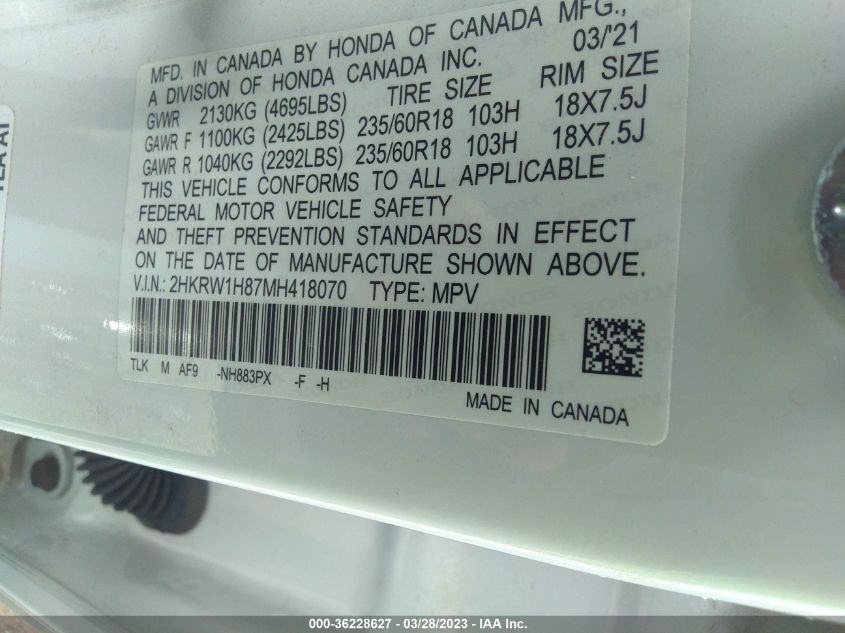 MFD. IN CANADA BY HONDA OF CANADA MFG.,
A DIVISION OF HONDA CANADA INC. 03/'21
GVWR 2130KG (4695LBS) TIRE SIZE RIM SIZE
GAWR F 1100KG (2425LBS) 235/60R18 103H 18X7.5J
GAWR R 1040KG (2292LBS) 235/60R18 103H 18X7.5J
THIS VEHICLE CONFORMS TO ALL APPLICABLE
FEDERAL MOTOR VEHICLE SAFETY
AND THEFT PREVENTION STANDARDS IN EFFECT
ON THE DATE OF MANUFACTURE SHOWN ABOVE.
V.I.N.: 2HKRW1H87MH418070 TYPE: MPV
TLK M AF9 -NH883PX -F -H
MADE IN CANADA
000-36228627 - 03/28/2023 - IAA Inc.